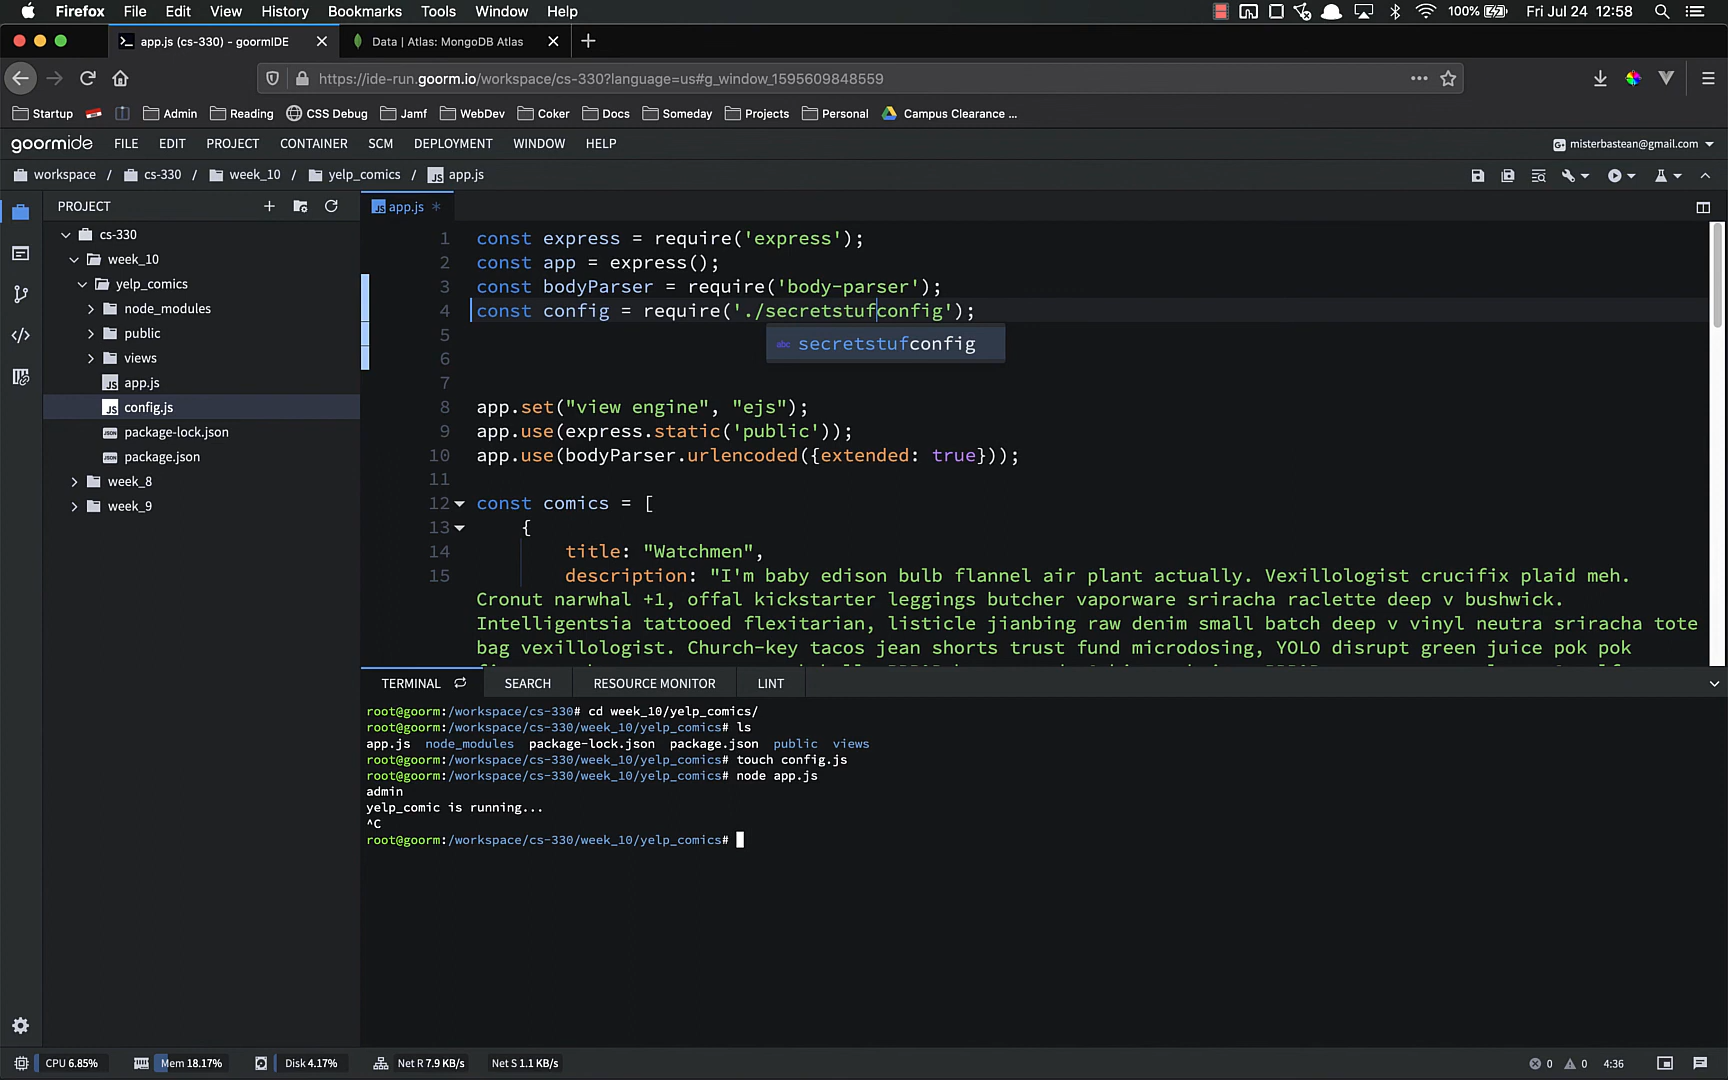 Firefox File Edit View History Bookmarks Tools Window Help 100% Fri Jul 24 12:58
app.js (cs-330) - goormIDE Data | Atlas: MongoDB Atlas
https://ide-run.goorm.io/workspace/cs-330?language=us#g_window_1595609848559
Startup Admin Reading CSS Debug Jamf WebDev Coker Docs Someday Projects Personal Campus Clearance ...
goormide FILE EDIT PROJECT CONTAINER SCM DEPLOYMENT WINDOW HELP misterbastean@gmail.com
workspace / cs-330 / week_10 / yelp_comics / JS app.js
PROJECT
cs-330
week_10
yelp_comics
node_modules
public
views
JS app.js
JS config.js
package-lock.json
package.json
week_8
week_9
JS app.js *
1 const express = require('express');
2 const app = express();
3 const bodyParser = require('body-parser');
4 const config = require('./secretstufconfig');
abc secretstufconfig
5
6
7
8 app.set("view engine", "ejs");
9 app.use(express.static('public'));
10 app.use(bodyParser.urlencoded({extended: true}));
11
12 const comics = [
13 {
14 title: "Watchmen",
15 description: "I'm baby edison bulb flannel air plant actually. Vexillologist crucifix plaid meh.
Cronut narwhal +1, offal kickstarter leggings butcher vaporware sriracha raclette deep v bushwick.
Intelligentsia tattooed flexitarian, listicle jianbing raw denim small batch deep v vinyl neutra sriracha tote
bag vexillologist. Church-key tacos jean shorts trust fund microdosing, YOLO disrupt green juice pok pok
TERMINAL SEARCH RESOURCE MONITOR LINT
root@goorm:/workspace/cs-330# cd week_10/yelp_comics/
root@goorm:/workspace/cs-330/week_10/yelp_comics# ls
app.js node_modules package-lock.json package.json public views
root@goorm:/workspace/cs-330/week_10/yelp_comics# touch config.js
root@goorm:/workspace/cs-330/week_10/yelp_comics# node app.js
admin
yelp_comic is running...
^C
root@goorm:/workspace/cs-330/week_10/yelp_comics#
CPU 6.85% Mem 18.17% Disk 4.17% Net R 7.9 KB/s Net S 1.1 KB/s 0 0 4:36